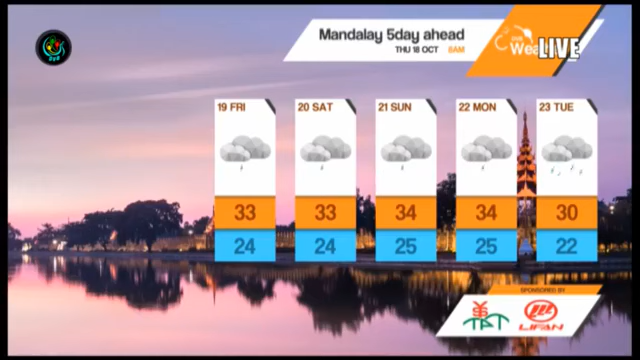 Mandalay 5day ahead
THU 18 OCT 8AM
LIVE
19 FRI 20 SAT 21 SUN 22 MON 23 TUE
33 33 34 34 30
24 24 25 25 22
SPONSORED BY
LIFAN